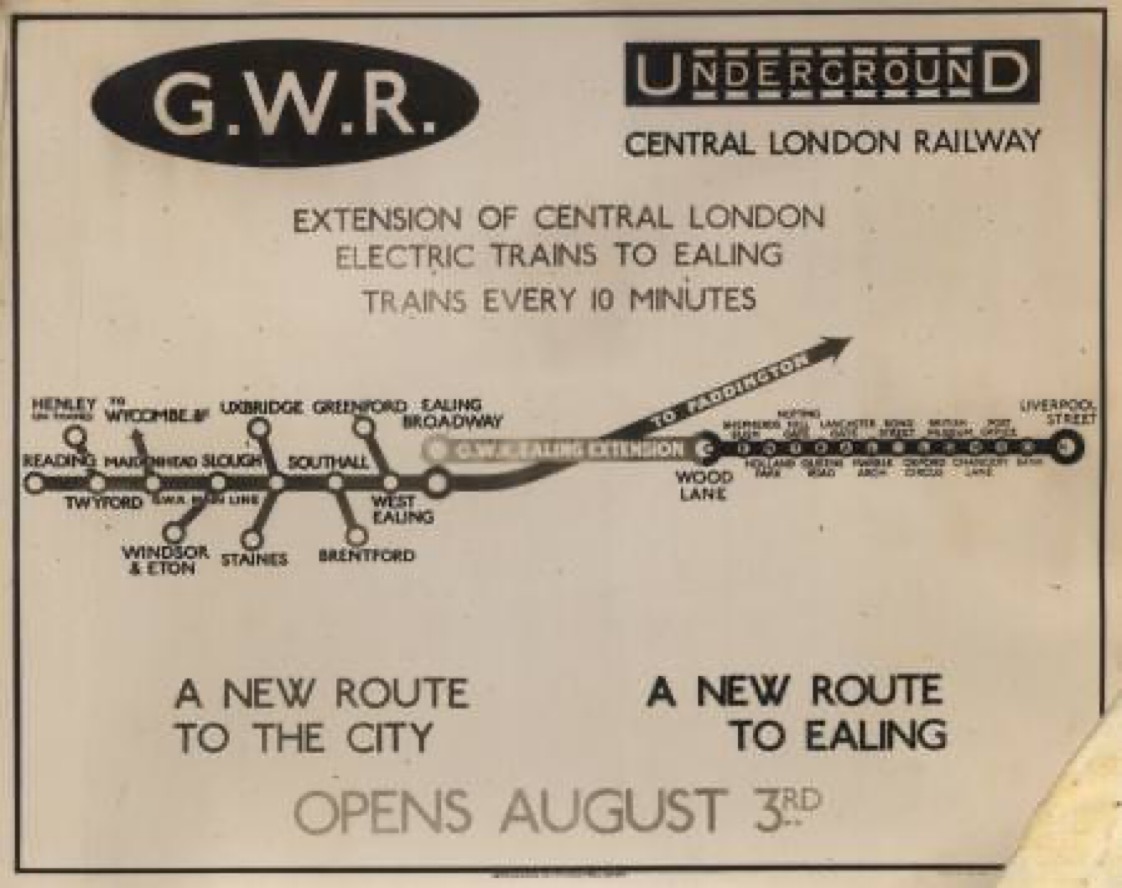 G.W.R.
UNDERGROUND
CENTRAL LONDON RAILWAY
EXTENSION OF CENTRAL LONDON
ELECTRIC TRAINS TO EALING
TRAINS EVERY 10 MINUTES
TO PADDINGTON
HENLEY
TO
WYCOMBE &c
UXBRIDGE
GREENFORD
EALING
BROADWAY
G.W.R. EALING EXTENSION
READING
MAIDENHEAD
SLOUGH
SOUTHALL
TWYFORD
G.W.R. MAIN LINE
WEST
EALING
WINDSOR
& ETON
STAINES
BRENTFORD
WOOD
LANE
SHEPHERDS
BUSH
NOTTING
HILL
GATE
LANCASTER
GATE
BOND
STREET
BRITISH
MUSEUM
POST
OFFICE
LIVERPOOL
STREET
HOLLAND
PARK
QUEENS
ROAD
MARBLE
ARCH
OXFORD
CIRCUS
CHANCERY
LANE
BANK
A NEW ROUTE
TO THE CITY
A NEW ROUTE
TO EALING
OPENS AUGUST 3RD